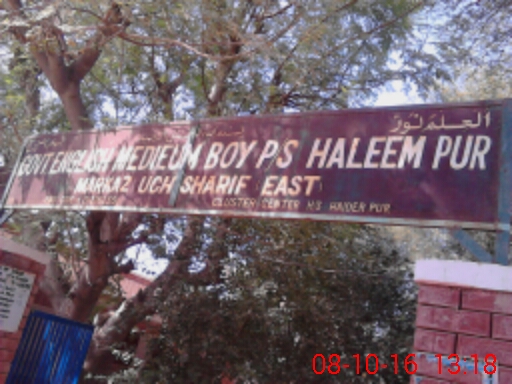 العلم نور
GOVT ENGLISH MEDIEUM BOY P.S HALEEM PUR
MARKAZ UCH SHARIF EAST
CLUSTER CENTER H/S HAIDER PUR
08-10-16 13:18